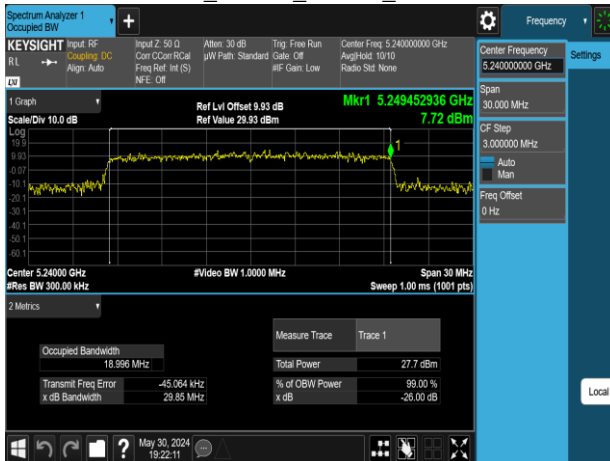 Spectrum Analyzer 1
Occupied BW
Frequency
KEYSIGHT
RL
LXI
Input: RF
Coupling: DC
Align: Auto
Input Z: 50 Ω
Corr CCorr RCal
Freq Ref: Int (S)
NFE: Off
Atten: 30 dB
µW Path: Standard
Trig: Free Run
Gate: Off
#IF Gain: Low
Center Freq: 5.240000000 GHz
Avg|Hold: 10/10
Radio Std: None
Center Frequency
5.240000000 GHz
Settings
Span
30.000 MHz
CF Step
3.000000 MHz
Auto
Man
Freq Offset
0 Hz
Local
1 Graph
Ref Lvl Offset 9.93 dB
Mkr1 5.249452936 GHz
Scale/Div 10.0 dB
Ref Value 29.93 dBm
7.72 dBm
Log
19.9
9.93
-0.07
-10.1
-20.1
-30.1
-40.1
-50.1
-60.1
1
Center 5.24000 GHz
#Video BW 1.0000 MHz
Span 30 MHz
#Res BW 300.00 kHz
Sweep 1.00 ms (1001 pts)
2 Metrics
Measure Trace
Trace 1
Occupied Bandwidth
18.996 MHz
Total Power
27.7 dBm
Transmit Freq Error
-45.064 kHz
% of OBW Power
99.00 %
x dB Bandwidth
29.85 MHz
x dB
-26.00 dB
?
May 30, 2024
19:22:11